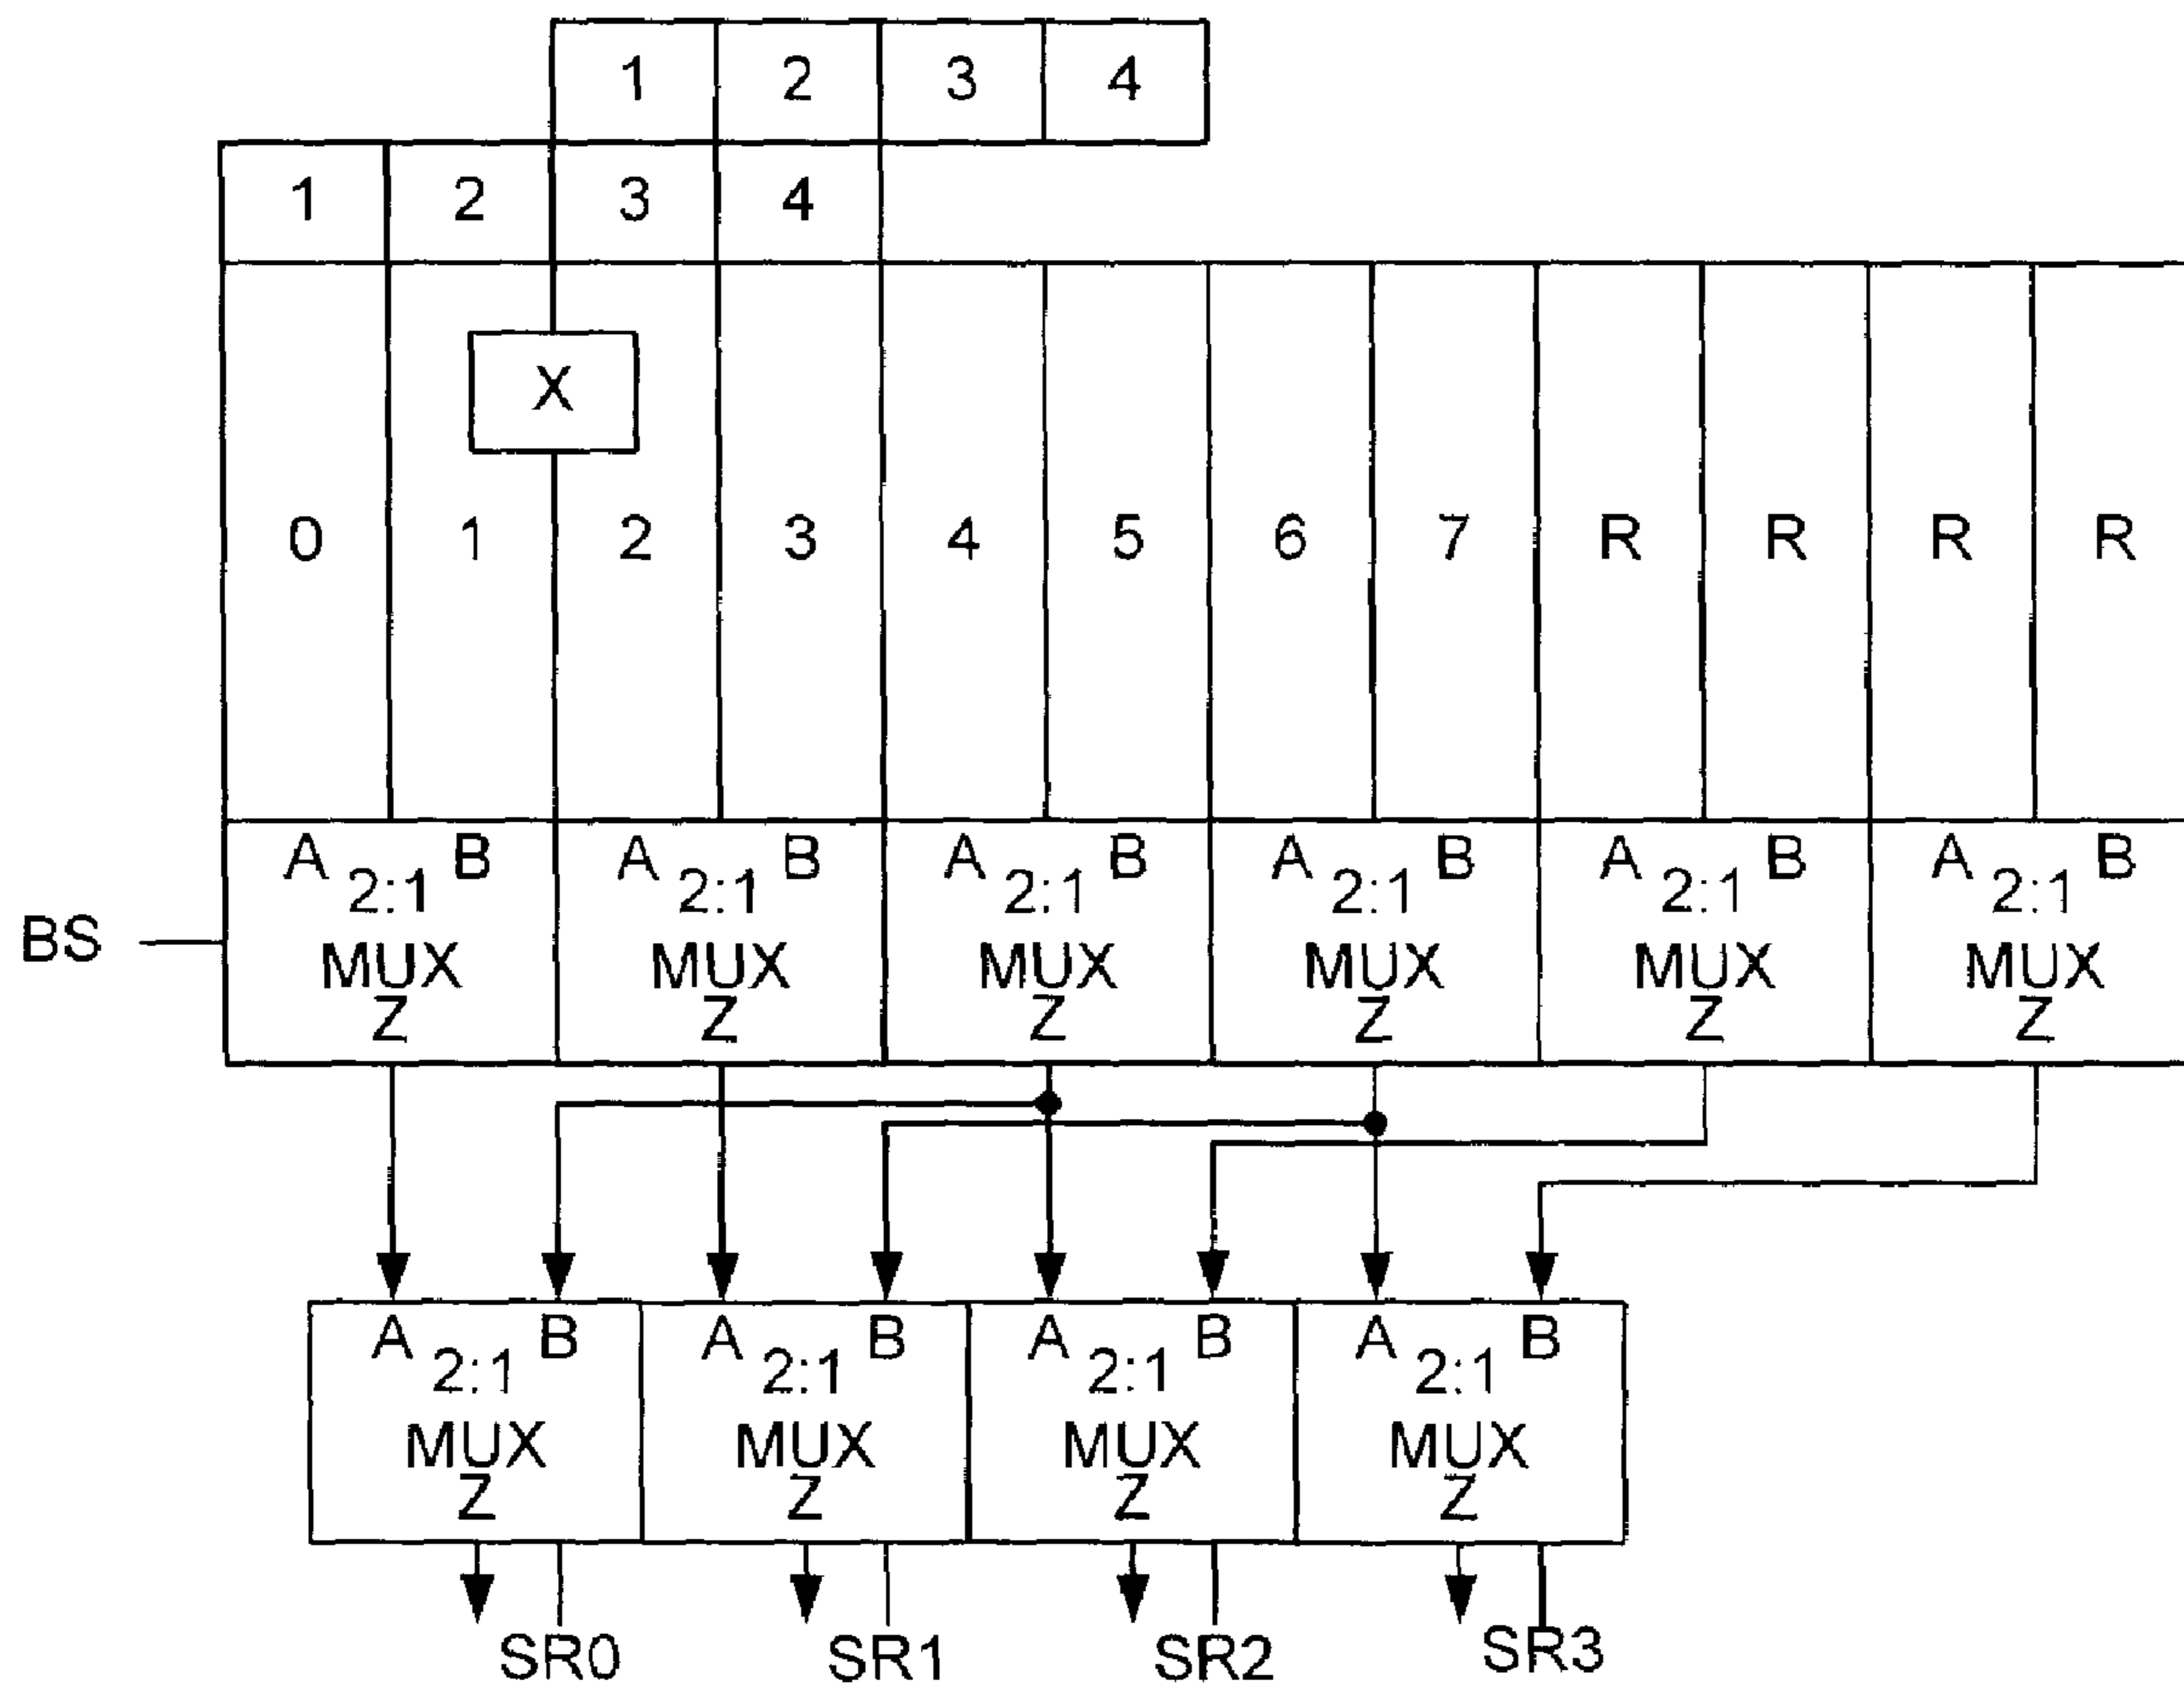 1 2 3 4
1 2 3 4
X
0 1 2 3 4 5 6 7 R R R R
A B A B A B A B A B A B
2:1 2:1 2:1 2:1 2:1 2:1
BS MUX MUX MUX MUX MUX MUX
Z Z Z Z Z Z
A B A B A B A B
2:1 2:1 2:1 2:1
MUX MUX MUX MUX
Z Z Z Z
SR0 SR1 SR2 SR3